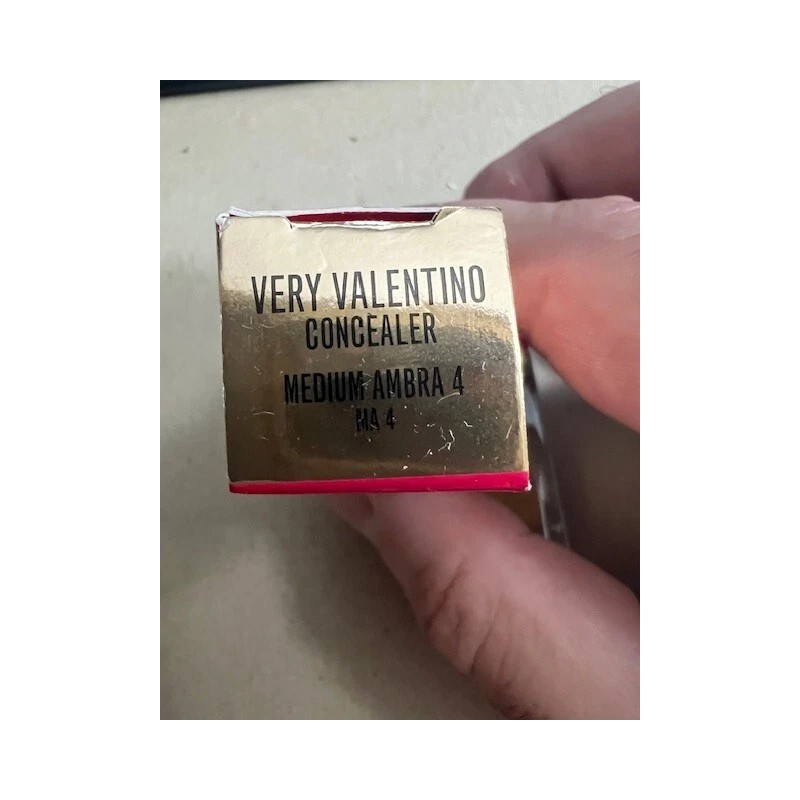 VERY VALENTINO
CONCEALER
MEDIUM AMBRA 4
MA 4